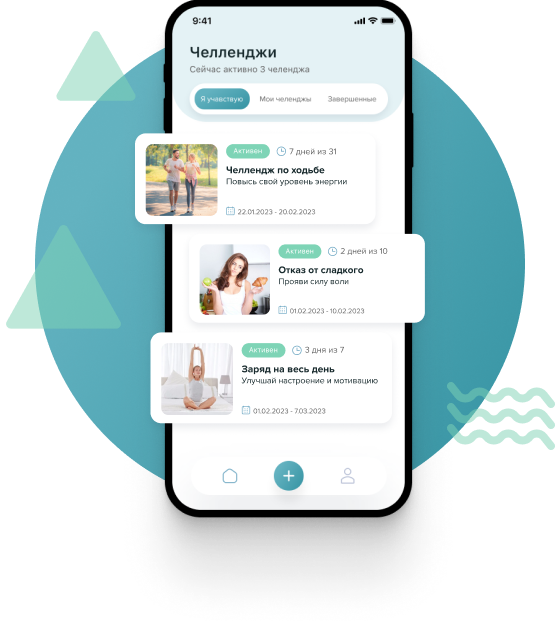 9:41
Челленджи
Сейчас активно 3 челенджа
Я учавствую
Мои челенджы
Завершенные
Активен
7 дней из 31
Челлендж по ходьбе
Повысь свой уровень энергии
22.01.2023 - 20.02.2023
Активен
2 дней из 10
Отказ от сладкого
Прояви силу воли
01.02.2023 - 10.02.2023
Активен
3 дня из 7
Заряд на весь день
Улучшай настроение и мотивацию
01.02.2023 - 7.03.2023